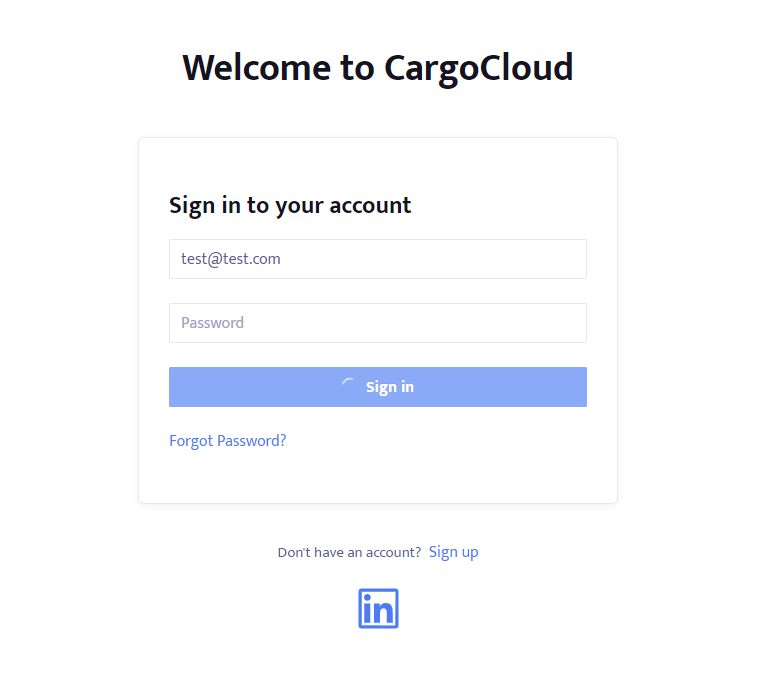 Welcome to CargoCloud
Sign in to your account
test@test.com
Password
Sign in
Forgot Password?
Don't have an account? Sign up
in